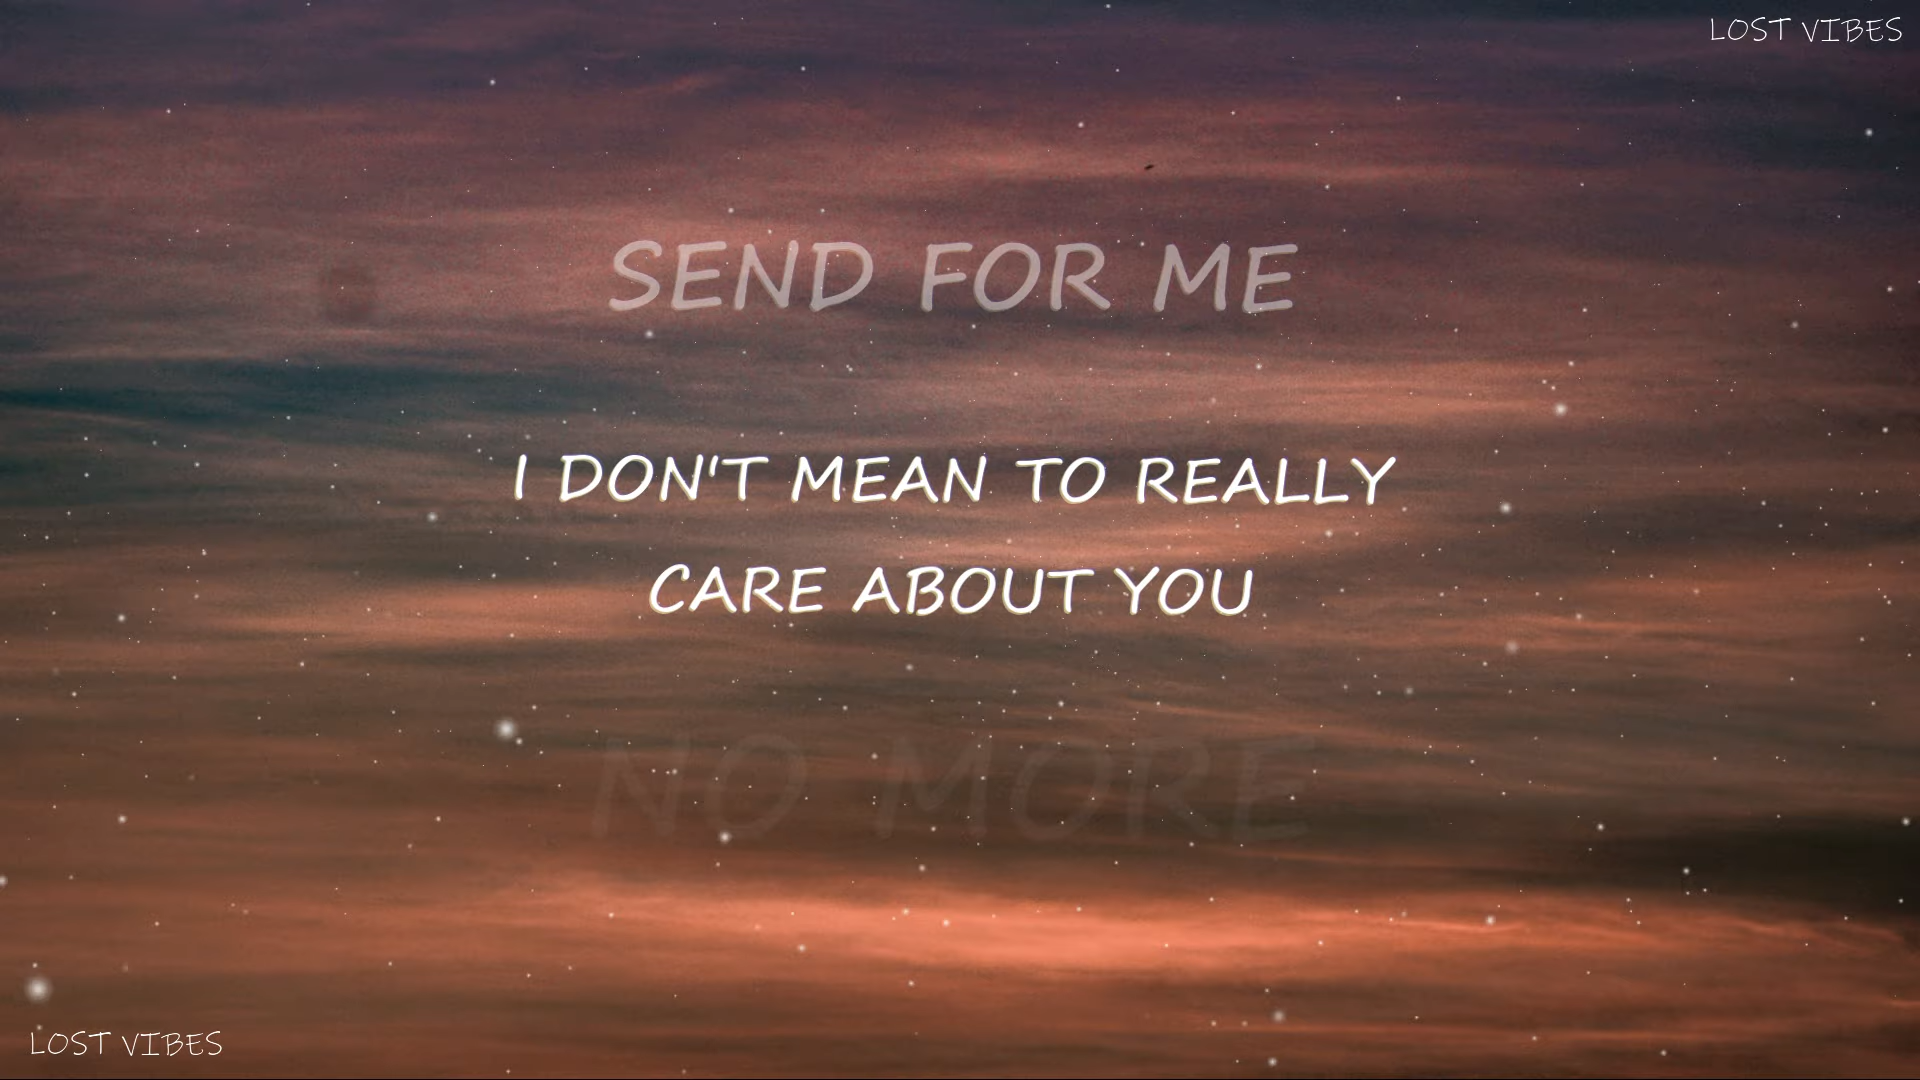 LOST VIBES
SEND FOR ME
I DON'T MEAN TO REALLY
CARE ABOUT YOU
NO MORE
LOST VIBES